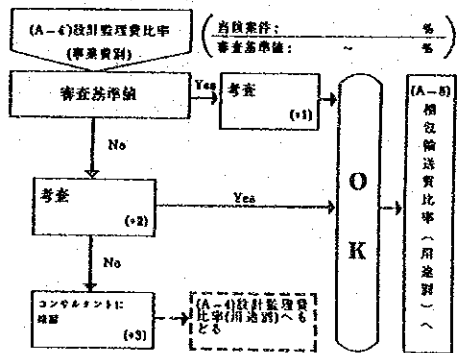 (A-4)設計監理費比率
(事業費別)
当該案件: %
審査基準値: ~ %
審査基準値
Yes
考査
(*1)
No
考査
(*2)
Yes
OK
(A-8)梱包輸送費比率(用途別)へ
No
コンサルタントに
(*3)
(A-4)設計監理費
比率(用途別)へも
どる